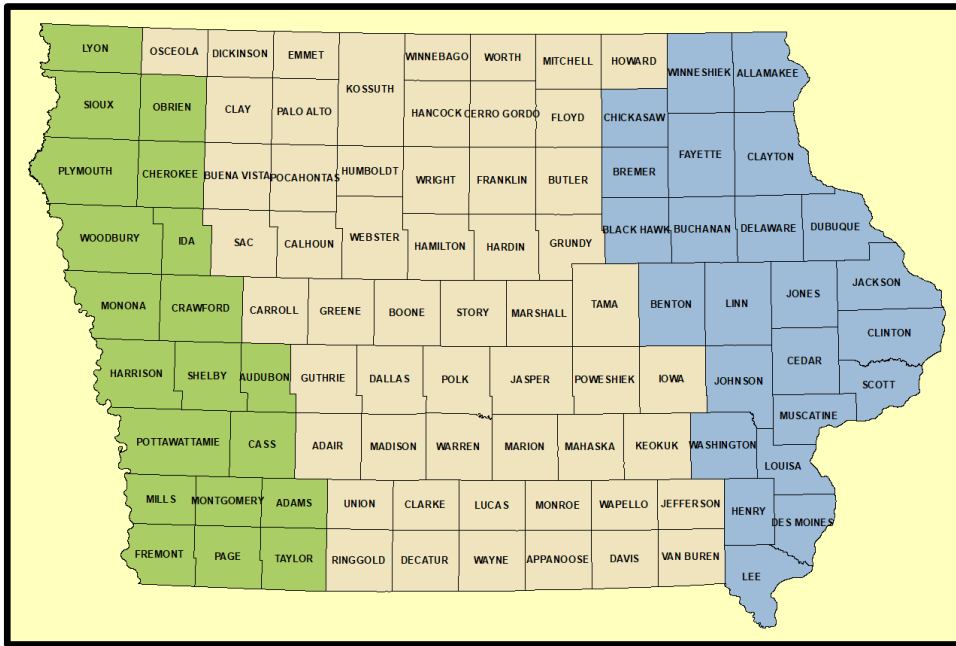 LYON
OSCEOLA
DICKINSON
EMMET
KOSSUTH
WINNEBAGO
WORTH
MITCHELL
HOWARD
WINNESHIEK
ALLAMAKEE
SIOUX
OBRIEN
CLAY
PALO ALTO
HANCOCK
CERRO GORDO
FLOYD
CHICKASAW
PLYMOUTH
CHEROKEE
BUENA VISTA
POCAHONTAS
HUMBOLDT
WRIGHT
FRANKLIN
BUTLER
BREMER
FAYETTE
CLAYTON
WOODBURY
IDA
SAC
CALHOUN
WEBSTER
HAMILTON
HARDIN
GRUNDY
BLACK HAWK
BUCHANAN
DELAWARE
DUBUQUE
MONONA
CRAWFORD
CARROLL
GREENE
BOONE
STORY
MARSHALL
TAMA
BENTON
LINN
JONES
JACKSON
CLINTON
HARRISON
SHELBY
AUDUBON
GUTHRIE
DALLAS
POLK
JASPER
POWESHIEK
IOWA
JOHNSON
CEDAR
SCOTT
MUSCATINE
POTTAWATTAMIE
CASS
ADAIR
MADISON
WARREN
MARION
MAHASKA
KEOKUK
WASHINGTON
LOUISA
MILLS
MONTGOMERY
ADAMS
UNION
CLARKE
LUCAS
MONROE
WAPELLO
JEFFERSON
HENRY
DES MOINES
FREMONT
PAGE
TAYLOR
RINGGOLD
DECATUR
WAYNE
APPANOOSE
DAVIS
VAN BUREN
LEE